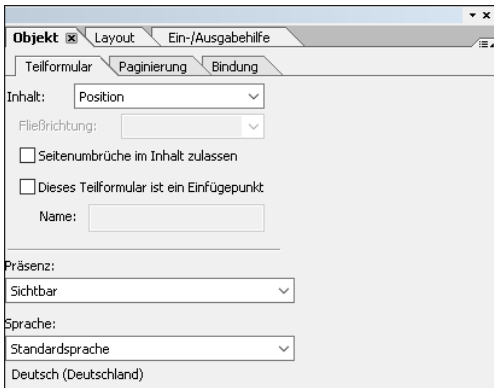 Objekt Layout Ein-/Ausgabehilfe
Teilformular Paginierung Bindung
Inhalt: Position
Fließrichtung:
Seitenumbrüche im Inhalt zulassen
Dieses Teilformular ist ein Einfügepunkt
Name:
Präsenz:
Sichtbar
Sprache:
Standardsprache
Deutsch (Deutschland)